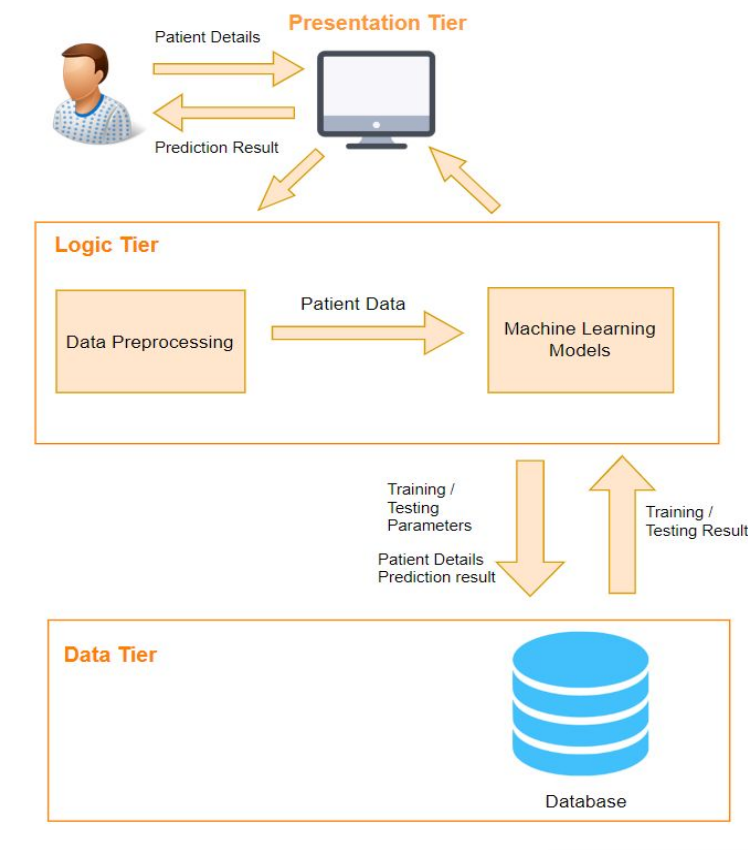 Presentation Tier
Patient Details
Prediction Result
Logic Tier
Data Preprocessing
Patient Data
Machine Learning
Models
Training /
Testing
Parameters
Patient Details
Prediction result
Training /
Testing Result
Data Tier
Database